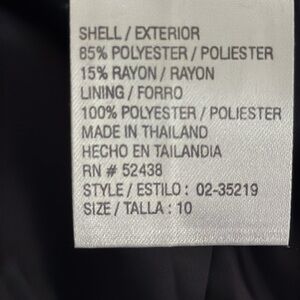 SHELL / EXTERIOR
85% POLYESTER / POLIESTER
15% RAYON / RAYON
LINING / FORRO
100% POLYESTER / POLIESTER
MADE IN THAILAND
HECHO EN TAILANDIA
RN # 52438
STYLE / ESTILO : 02-35219
SIZE / TALLA : 10